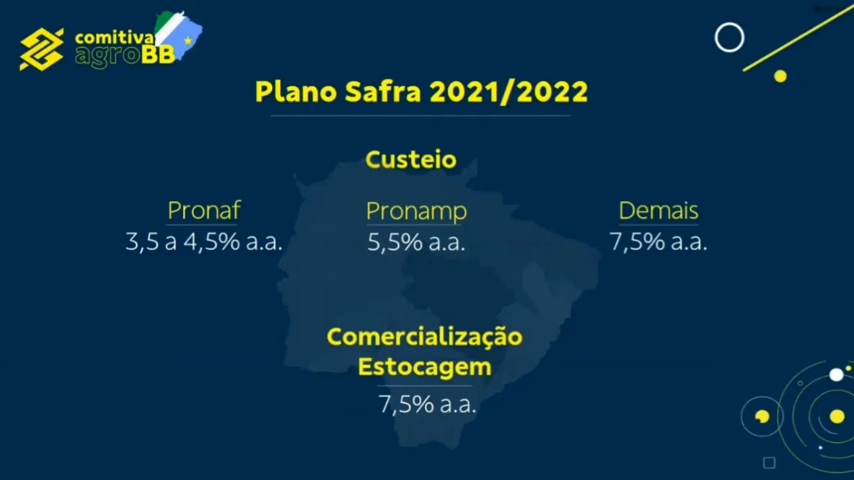 comitiva
agroBB
Plano Safra 2021/2022
Custeio
Pronaf Pronamp Demais
3,5 a 4,5% a.a. 5,5% a.a. 7,5% a.a.
Comercialização
Estocagem
7,5% a.a.